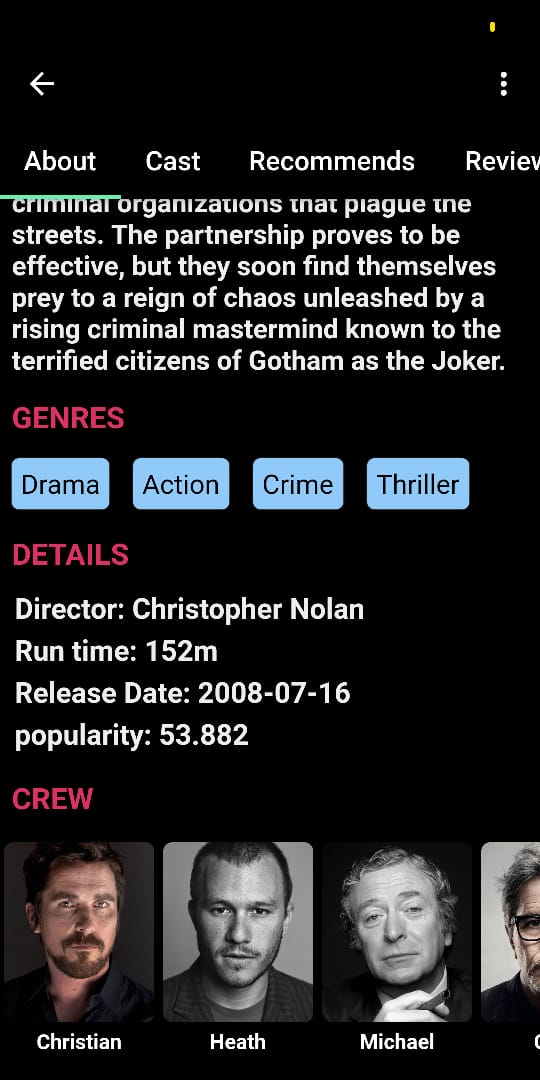 About Cast Recommends Review
criminal organizations that plague the
streets. The partnership proves to be
effective, but they soon find themselves
prey to a reign of chaos unleashed by a
rising criminal mastermind known to the
terrified citizens of Gotham as the Joker.
GENRES
Drama Action Crime Thriller
DETAILS
Director: Christopher Nolan
Run time: 152m
Release Date: 2008-07-16
popularity: 53.882
CREW
Christian Heath Michael